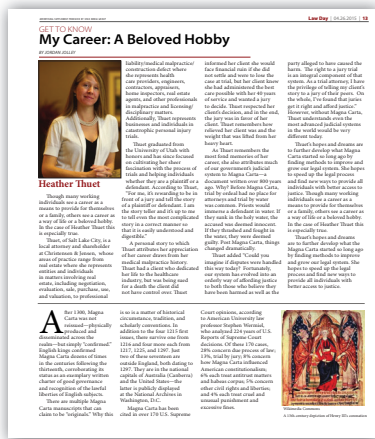 Law Day | 04.26.2015 | 13
GET TO KNOW
My Career: A Beloved Hobby
BY JORDAN JOLLEY
Heather Thuet
Though many working
individuals see a career as a
means to provide for themselves
or a family, others see a career as
a way of life or a beloved hobby.
In the case of Heather Thuet this
is especially true.
Thuet, of Salt Lake City, is a
local attorney and shareholder
at Christensen & Jensen, whose
areas of practice range from
real estate where she represents
entities and individuals
in matters involving real
estate, including negotiation,
evaluation, sale, purchase, use,
and valuation, to professional
liability/medical malpractice/
construction defect where
she represents health
care providers, engineers,
contractors, appraisers,
home inspectors, real estate
agents, and other professionals
in malpractice and licensing/
disciplinary matters.
Additionally, Thuet represents
businesses and individuals in
catastrophic personal injury
trials.
Thuet graduated from
the University of Utah with
honors and has since focused
on cultivating her sheer
fascination with the process of
trials and helping individuals
whether they are a plaintiff or
defendant. According to Thuet,
"For me, it's rewarding to be in
front of a jury and tell the story
of a plaintiff or defendant. I am
the story teller and it's up to me
to tell even the most complicated
story in a correct manner so
that it is easily understood and
digestible."
A personal story to which
Thuet attributes her appreciation
of her career draws from her
medical malpractice history.
Thuet had a client who dedicated
her life to the healthcare
industry, but was being sued
for a death the client did
not have control over. Thuet
informed her client she would
face financial ruin if she did
not settle and were to lose the
case at trial, but her client knew
she had administered the best
care possible with her 40 years
of service and wanted a jury
to decide. Thuet respected her
client's decision, and in the end,
the jury was in favor of her
client. Thuet remembers how
relieved her client was and the
weight that was lifted from her
heavy heart.
As Thuet remembers the
most fond memories of her
career, she also attributes much
of our government's judicial
system to Magna Carta—a
document written over 800 years
ago. Why? Before Magna Carta,
trial by ordeal had no place for
attorneys and trial by water
was common. Priests would
immerse a defendant in water. If
they sank in the holy water, the
accused was deemed innocent.
If they thrashed and fought in
the water, they were deemed
guilty. Post Magna Carta, things
changed dramatically.
Thuet added "Could you
imagine if disputes were handled
this way today? Fortunately,
our system has evolved into an
orderly way of affording justice
to both those who believe they
have been harmed as well as the
party alleged to have caused the
harm. The right to a jury trial
is an integral component of that
system. As a trial attorney, I have
the privilege of telling my client's
story to a jury of their peers. On
the whole, I've found that juries
get it right and afford justice."
However, without Magna Carta,
Thuet understands even the
most advanced judicial systems
in the world would be very
different today.
Thuet's hopes and dreams are
to further develop what Magna
Carta started so long ago by
finding methods to improve and
grow our legal system. She hopes
to speed up the legal process
and find new ways to provide all
individuals with better access to
justice. Though many working
individuals see a career as a
means to provide for themselves
or a family, others see a career as
a way of life or a beloved hobby.
In the case of Heather Thuet this
is especially true.
Thuet's hopes and dreams
are to further develop what the
Magna Carta started so long ago
by finding methods to improve
and grow our legal system. She
hopes to speed up the legal
process and find new ways to
provide all individuals with
better access to justice.
After 1300, Magna
Carta was not
reissued—physically
produced and
disseminated across the
realm—but simply "confirmed."
English kings confirmed
Magna Carta dozens of times
in the centuries following the
thirteenth, corroborating its
status as an exemplary written
charter of good governance
and recognition of the lawful
liberties of English subjects.
There are multiple Magna
Carta manuscripts that can
claim to be "originals." Why this
is so is a matter of historical
circumstance, tradition, and
scholarly convention. In
addition to the four 1215 first
issues, there survive one from
1216 and four more each from
1217, 1225, and 1297. Just
two of these seventeen are
outside England, both dating to
1297. They are in the national
capitals of Australia (Canberra)
and the United States—the
latter is publicly displayed
at the National Archives in
Washington, D.C.
Magna Carta has been
cited in over 170 U.S. Supreme
Court opinions, according
to American University law
professor Stephen Wermiel,
who analyzed 224 years of U.S.
Reports of Supreme Court
decisions. Of these 170 cases,
28% concern due process of law;
13%, trial by jury; 8% concern
how Magna Carta influenced
American constitutionalism;
6% each treat antitrust matters
and habeas corpus; 5% concern
other civil rights and liberties;
and 4% each treat cruel and
unusual punishment and
excessive fines.
Wikimedia Commons
A 13th-century depiction of Henry III's coronation